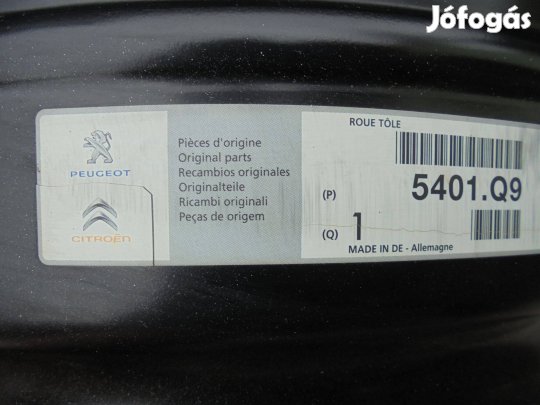 Jófogás
PEUGEOT
CITROËN
Pièces d'origine
Original parts
Recambios originales
Originalteile
Ricambi originali
Peças de origem
ROUE TÔLE
(P) 5401.Q9
(Q) 1
MADE IN DE - Allemagne